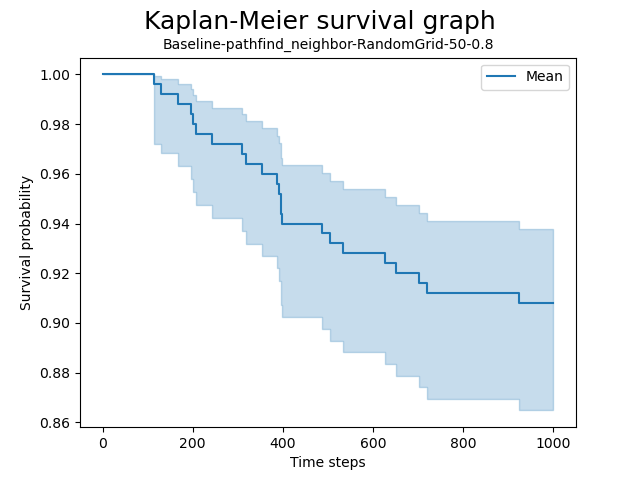 Kaplan-Meier survival graph
Baseline-pathfind_neighbor-RandomGrid-50-0.8
Mean
1.00
0.98
0.96
0.94
0.92
0.90
0.88
0.86
Survival probability
0 200 400 600 800 1000
Time steps